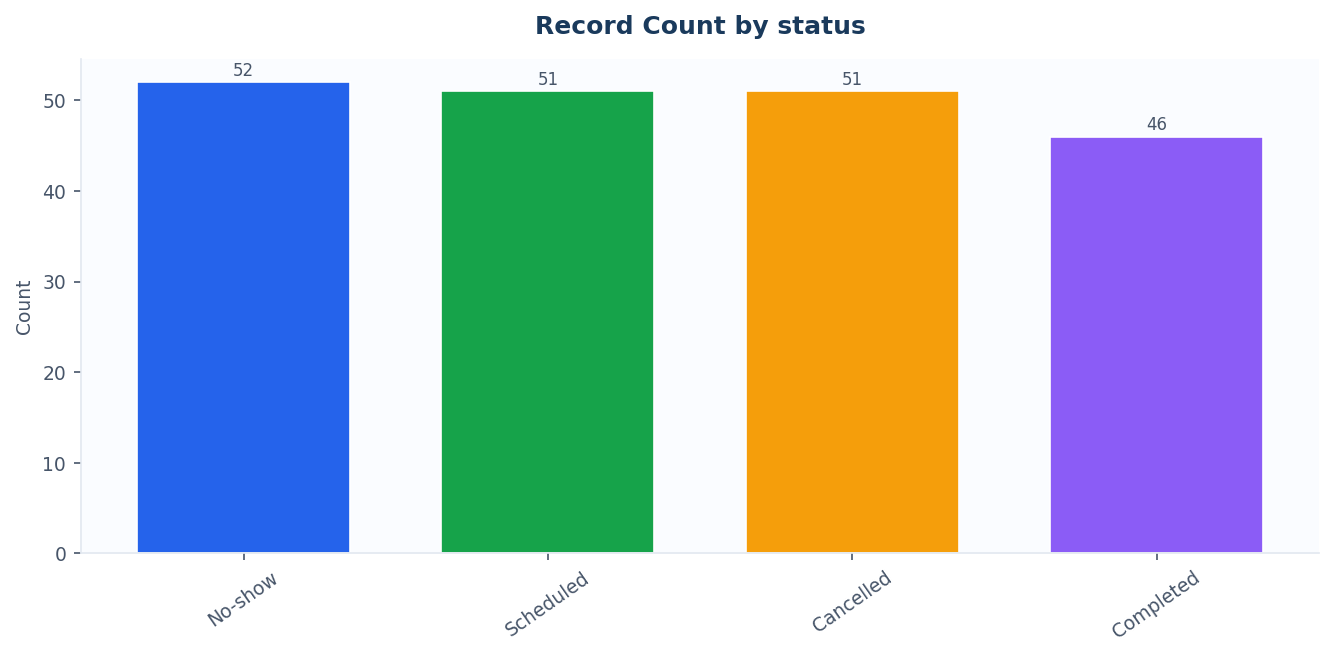 Record Count by status
52
51
51
46
50
40
30
20
10
0
Count
No-show
Scheduled
Cancelled
Completed